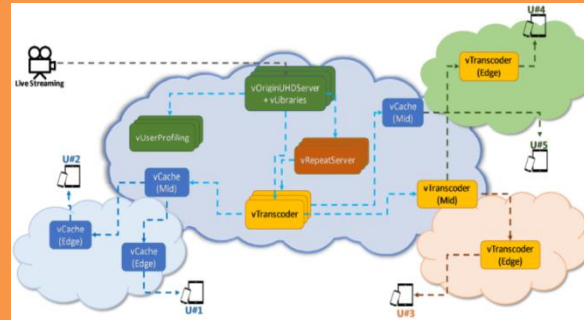 U#4
vTranscoder
(Edge)
Live Streaming
vOriginUHDServer
+ vLibraries
vCache
(Mid)
vUserProfiling
U#5
vRepeatServer
U#2
vCache
(Mid)
vTranscoder
(Mid)
vTranscoder
vCache
(Edge)
vCache
(Edge)
vTranscoder
(Edge)
U#1
U#3